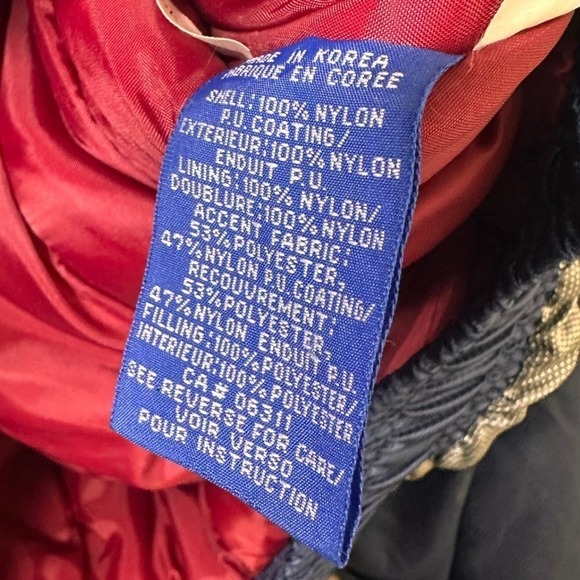 MADE IN KOREA
FABRIQUE EN CORÉE
SHELL:100% NYLON
P.U. COATING/
EXTERIEUR:100% NYLON
ENDUIT P.U.
LINING:100% NYLON/
DOUBLURE:100% NYLON
ACCENT FABRIC:
53% POLYESTER,
47% NYLON P.U COATING/
RECOUVREMENT:
53% POLYESTER,
47% NYLON ENDUIT P.U.
FILLING:100% POLYESTER/
INTERIEUR:100% POLYESTER
CA# 06311
SEE REVERSE FOR CARE/
VOIR VERSO
POUR INSTRUCTION